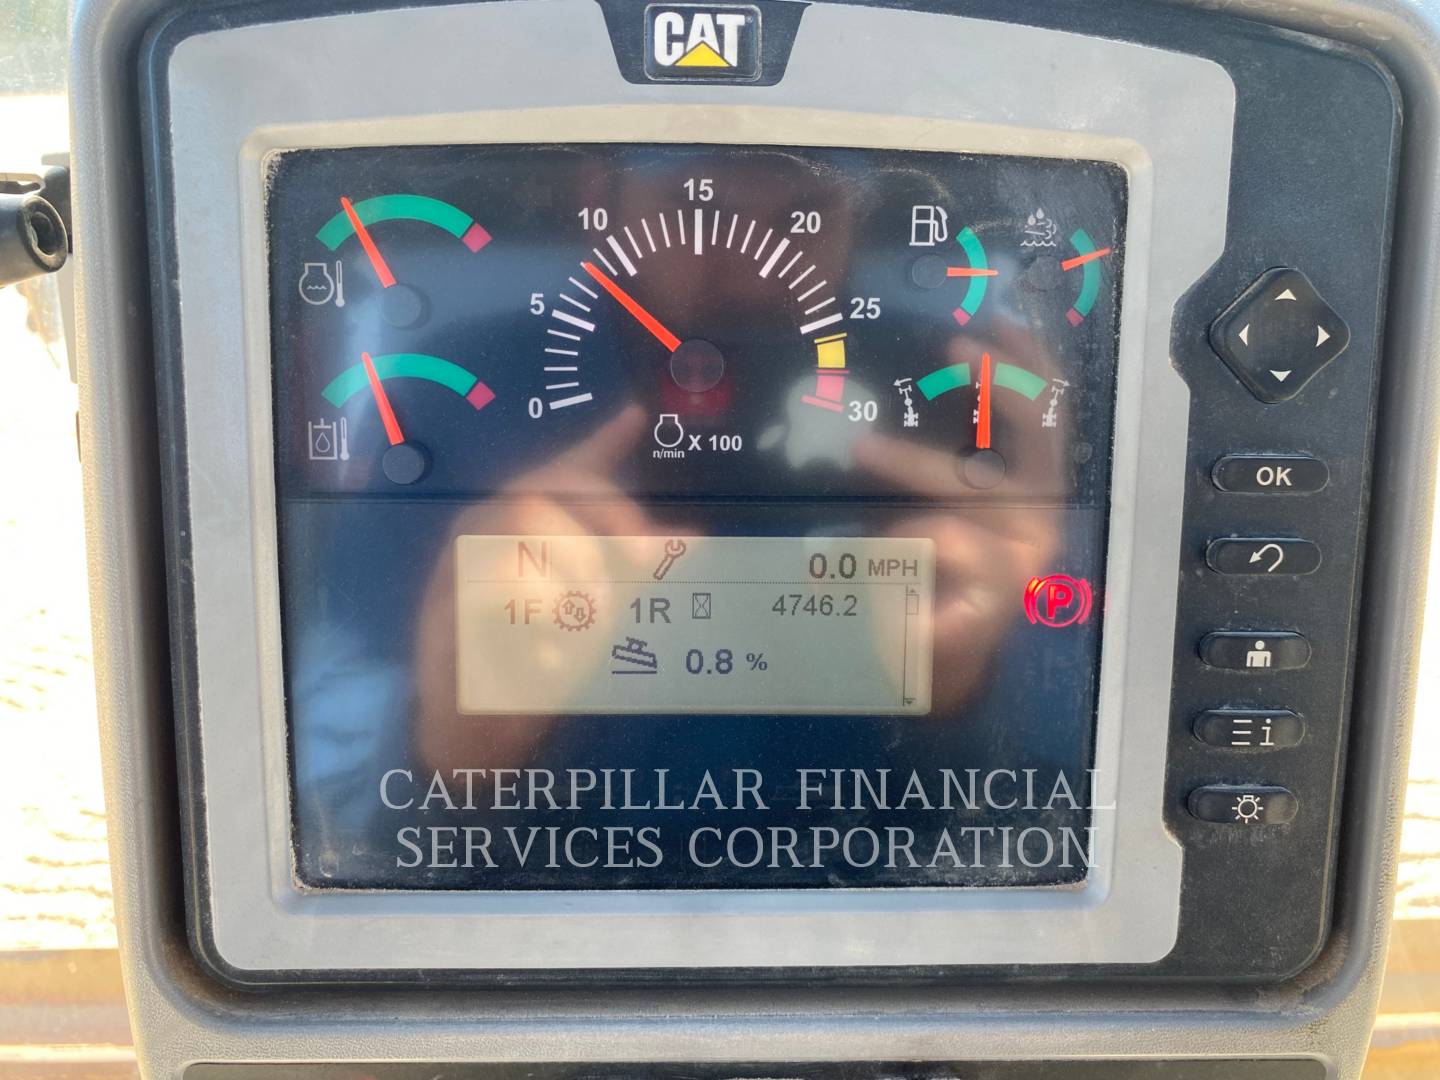 CAT
15
10
20
5
25
0
30
n/min X 100
OK
N 0.0 MPH
1F 1R 4746.2
0.8 %
P
i
CATERPILLAR FINANCIAL
SERVICES CORPORATION